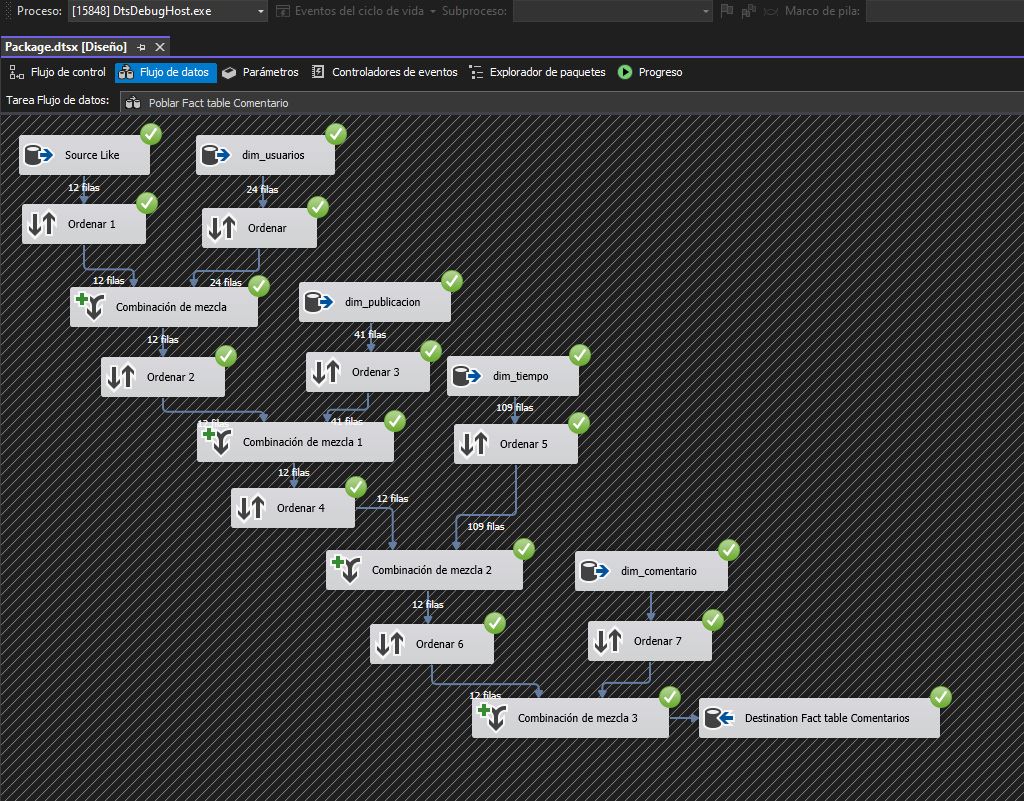 Proceso: [15848] DtsDebugHost.exe Eventos del ciclo de vida Subproceso: Marco de pila:
Package.dtsx [Diseño]
Flujo de control Flujo de datos Parámetros Controladores de eventos Explorador de paquetes Progreso
Tarea Flujo de datos: Poblar Fact table Comentario
Source Like dim_usuarios
12 filas 24 filas
Ordenar 1 Ordenar
12 filas 24 filas
Combinación de mezcla dim_publicacion
12 filas 41 filas
Ordenar 2 Ordenar 3 dim_tiempo
109 filas
12 filas 41 filas
Combinación de mezcla 1 Ordenar 5
12 filas
Ordenar 4 12 filas
109 filas
Combinación de mezcla 2 dim_comentario
12 filas
Ordenar 6 Ordenar 7
12 filas
Combinación de mezcla 3 Destination Fact table Comentarios